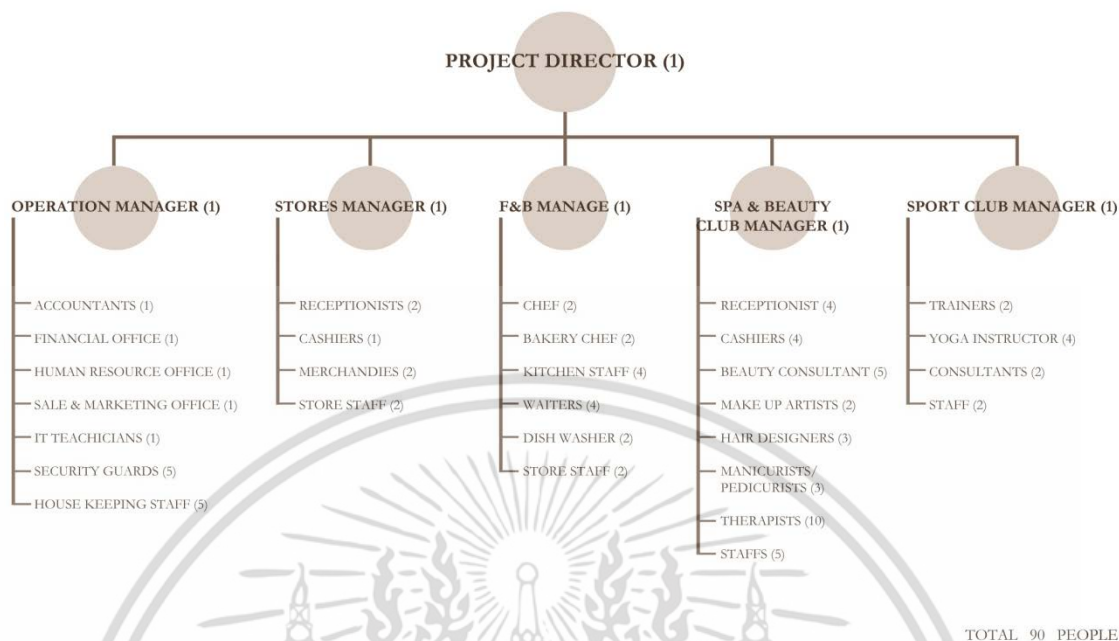 PROJECT DIRECTOR (1)
OPERATION MANAGER (1)
ACCOUNTANTS (1)
FINANCIAL OFFICE (1)
HUMAN RESOURCE OFFICE (1)
SALE & MARKETING OFFICE (1)
IT TEACHICIANS (1)
SECURITY GUARDS (5)
HOUSE KEEPING STAFF (5)
STORES MANAGER (1)
RECEPTIONISTS (2)
CASHIERS (1)
MERCHANDIES (2)
STORE STAFF (2)
F&B MANAGE (1)
CHEF (2)
BAKERY CHEF (2)
KITCHEN STAFF (4)
WAITERS (4)
DISH WASHER (2)
STORE STAFF (2)
SPA & BEAUTY
CLUB MANAGER (1)
RECEPTIONIST (4)
CASHIERS (4)
BEAUTY CONSULTANT (5)
MAKE UP ARTISTS (2)
HAIR DESIGNERS (3)
MANICURISTS/
PEDICURISTS (3)
THERAPISTS (10)
STAFFS (5)
SPORT CLUB MANAGER (1)
TRAINERS (2)
YOGA INSTRUCTOR (4)
CONSULTANTS (2)
STAFF (2)
TOTAL 90 PEOPLE